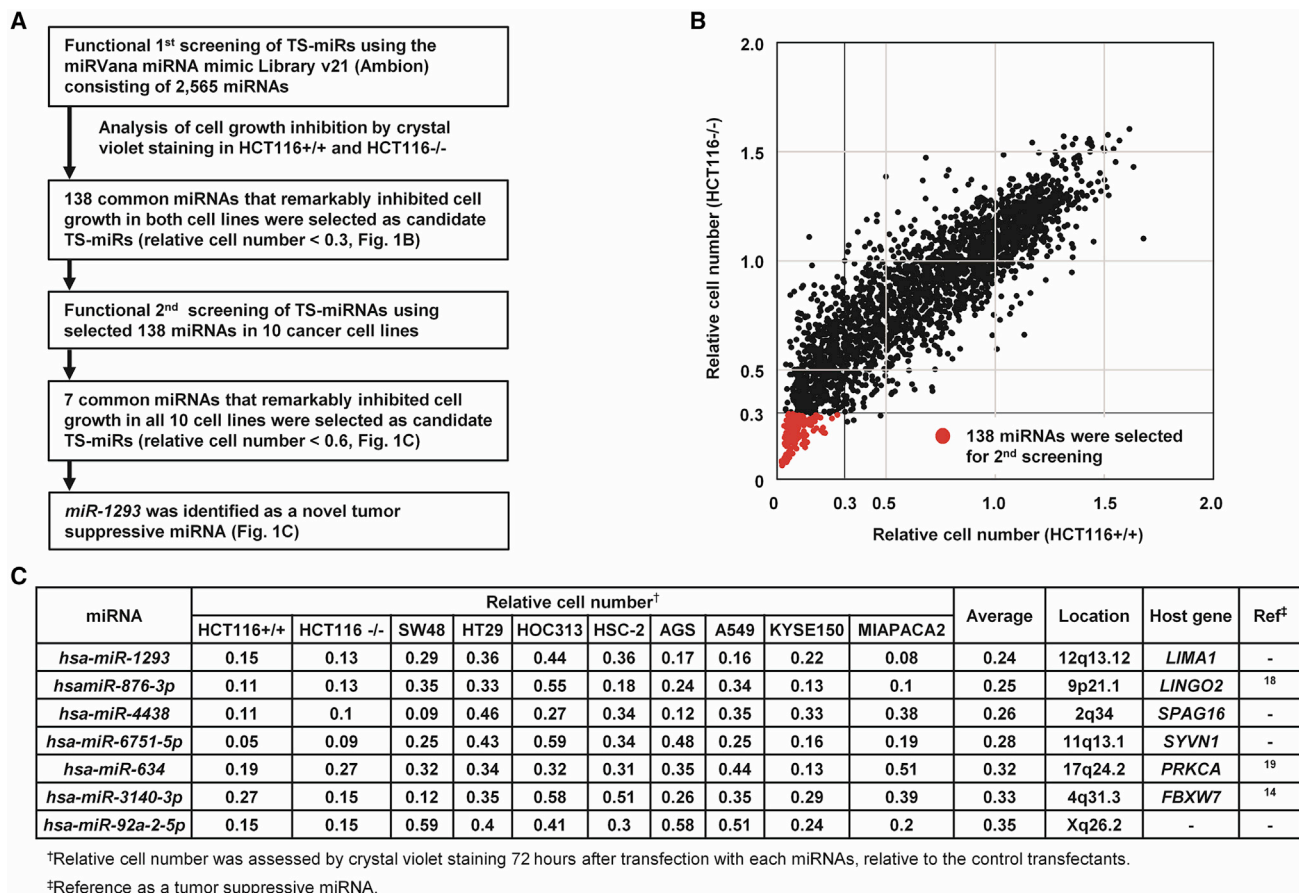 A
Functional 1st screening of TS-miRs using the
miRVana miRNA mimic Library v21 (Ambion)
consisting of 2,565 miRNAs
Analysis of cell growth inhibition by crystal
violet staining in HCT116+/+ and HCT116-/-
138 common miRNAs that remarkably inhibited cell
growth in both cell lines were selected as candidate
TS-miRs (relative cell number < 0.3, Fig. 1B)
Functional 2nd screening of TS-miRNAs using
selected 138 miRNAs in 10 cancer cell lines
7 common miRNAs that remarkably inhibited cell
growth in all 10 cell lines were selected as candidate
TS-miRs (relative cell number < 0.6, Fig. 1C)
miR-1293 was identified as a novel tumor
suppressive miRNA (Fig. 1C)
B
Relative cell number (HCT116-/-)
2.0
1.5
1.0
0.5
0.3
0
138 miRNAs were selected
for 2nd screening
0 0.3 0.5 1.0 1.5 2.0
Relative cell number (HCT116+/+)
C
miRNA Relative cell number† Average Location Host gene Ref‡
HCT116+/+ HCT116 -/- SW48 HT29 HOC313 HSC-2 AGS A549 KYSE150 MIAPACA2
hsa-miR-1293 0.15 0.13 0.29 0.36 0.44 0.36 0.17 0.16 0.22 0.08 0.24 12q13.12 LIMA1 -
hsamiR-876-3p 0.11 0.13 0.35 0.33 0.55 0.18 0.24 0.34 0.13 0.1 0.25 9p21.1 LINGO2 18
hsa-miR-4438 0.11 0.1 0.09 0.46 0.27 0.34 0.12 0.35 0.33 0.38 0.26 2q34 SPAG16 -
hsa-miR-6751-5p 0.05 0.09 0.25 0.43 0.59 0.34 0.48 0.25 0.16 0.19 0.28 11q13.1 SYVN1 -
hsa-miR-634 0.19 0.27 0.32 0.34 0.32 0.31 0.35 0.44 0.13 0.51 0.32 17q24.2 PRKCA 19
hsa-miR-3140-3p 0.27 0.15 0.12 0.35 0.58 0.51 0.26 0.35 0.29 0.39 0.33 4q31.3 FBXW7 14
hsa-miR-92a-2-5p 0.15 0.15 0.59 0.4 0.41 0.3 0.58 0.51 0.24 0.2 0.35 Xq26.2 - -
†Relative cell number was assessed by crystal violet staining 72 hours after transfection with each miRNAs, relative to the control transfectants.
‡Reference as a tumor suppressive miRNA.